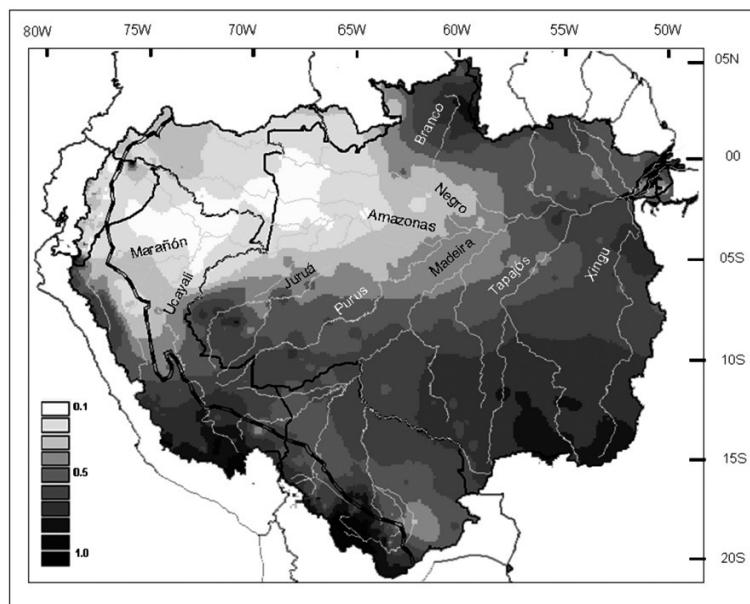 80W 75W 70W 65W 60W 55W 50W
05N
Branco
00
Negro
Amazonas
Marañón
Madeira
05S
Tapajós
Xingu
Juruá
Ucayali
Purus
10S
0.1
0.5
15S
1.0
20S